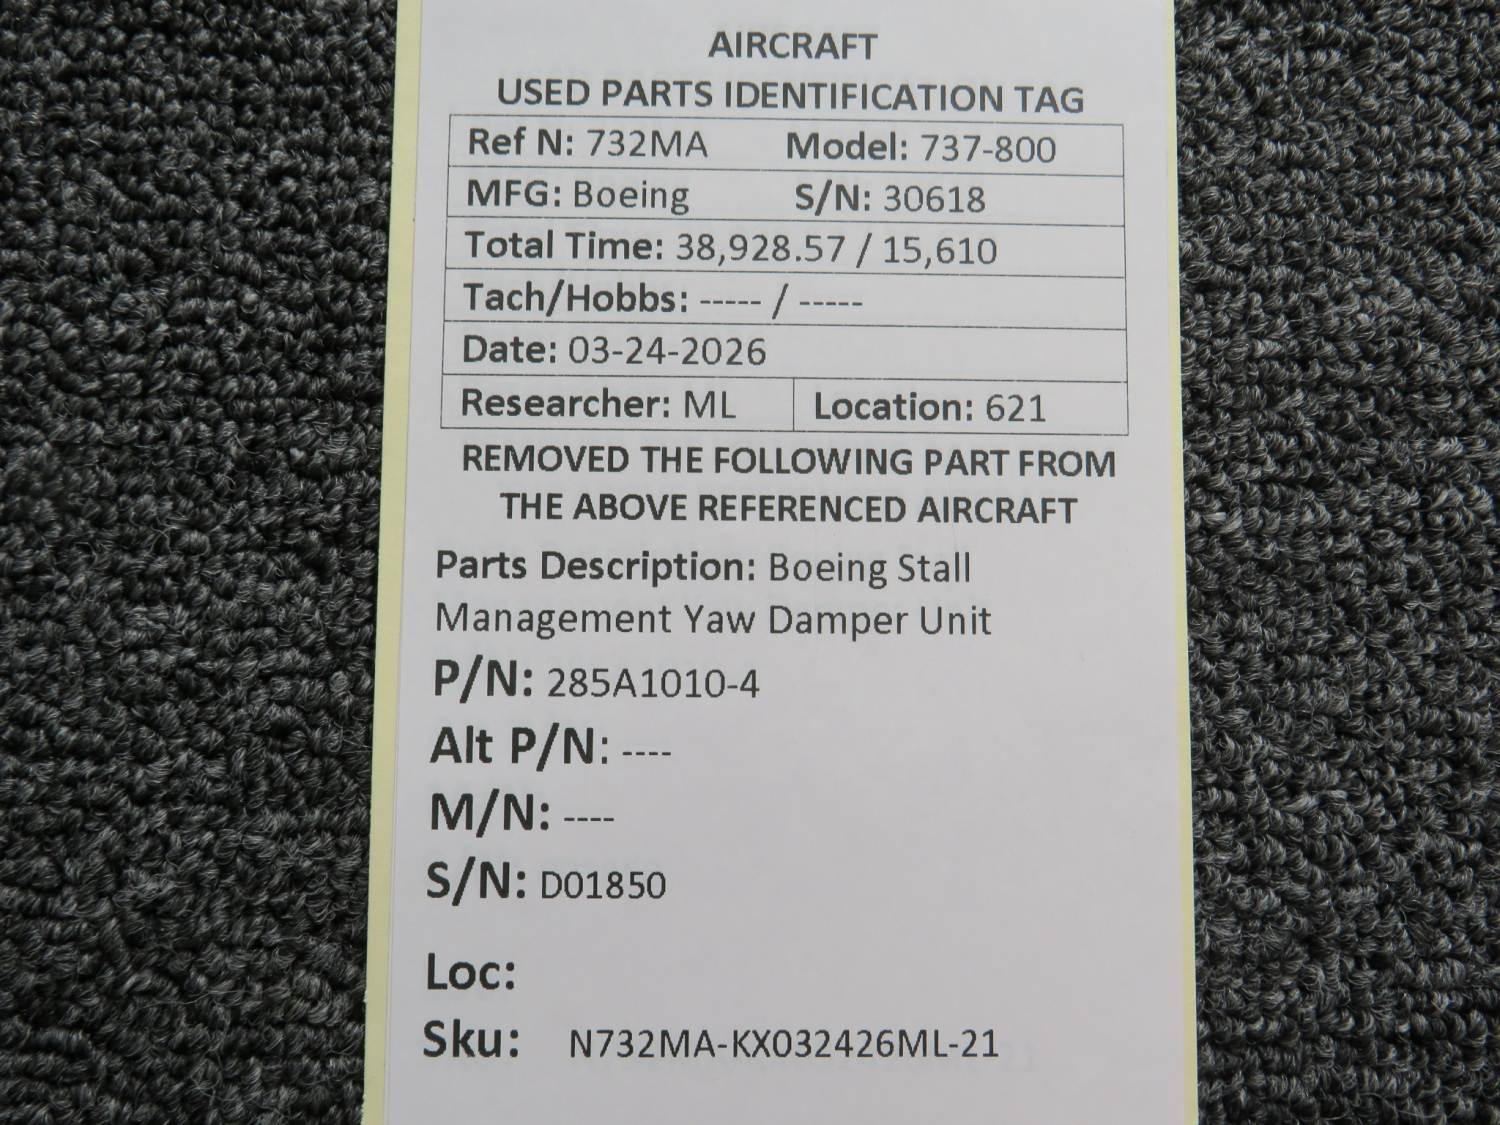 AIRCRAFT
USED PARTS IDENTIFICATION TAG
Ref N: 732MA Model: 737-800
MFG: Boeing S/N: 30618
Total Time: 38,928.57 / 15,610
Tach/Hobbs: ----- / -----
Date: 03-24-2026
Researcher: ML Location: 621
REMOVED THE FOLLOWING PART FROM
THE ABOVE REFERENCED AIRCRAFT
Parts Description: Boeing Stall
Management Yaw Damper Unit
P/N: 285A1010-4
Alt P/N: ----
M/N: ----
S/N: D01850
Loc:
Sku: N732MA-KX032426ML-21